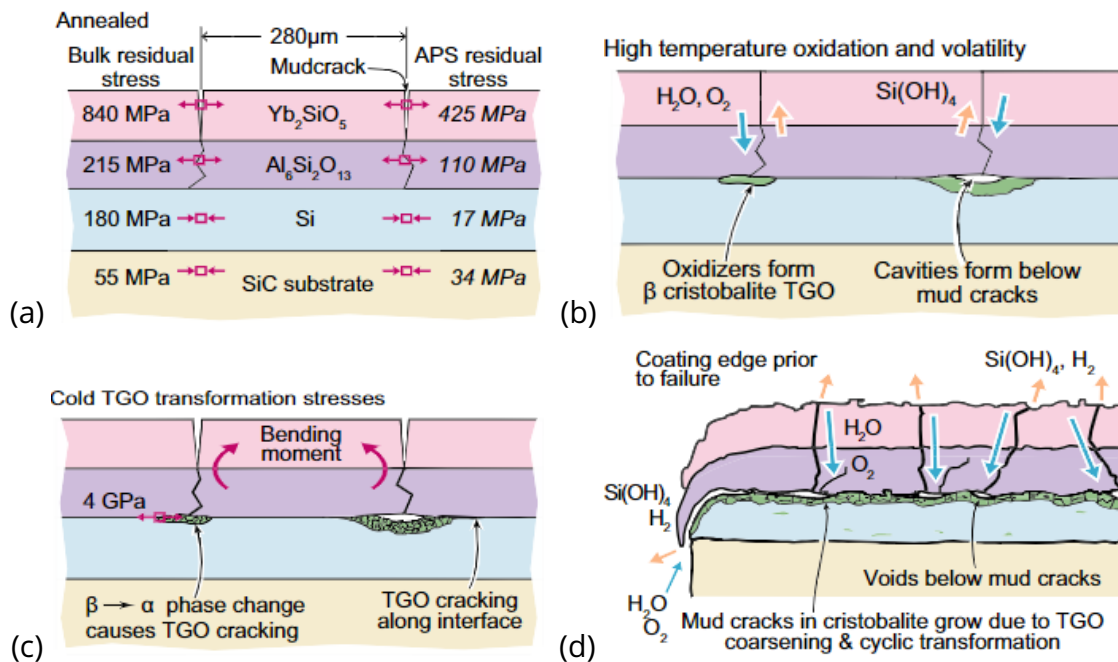 Annealed
280µm
Bulk residual
stress
Mudcrack
APS residual
stress
840 MPa
Yb₂SiO₅
425 MPa
215 MPa
Al₆Si₂O₁₃
110 MPa
180 MPa
Si
17 MPa
55 MPa
SiC substrate
34 MPa
(a)
High temperature oxidation and volatility
H₂O, O₂
Si(OH)₄
Oxidizers form
β cristobalite TGO
Cavities form below
mud cracks
(b)
Cold TGO transformation stresses
Bending
moment
4 GPa
β → α phase change
causes TGO cracking
TGO cracking
along interface
(c)
Coating edge prior
to failure
Si(OH)₄, H₂
H₂O
O₂
Si(OH)₄
H₂
Voids below mud cracks
H₂O
O₂
Mud cracks in cristobalite grow due to TGO
coarsening & cyclic transformation
(d)